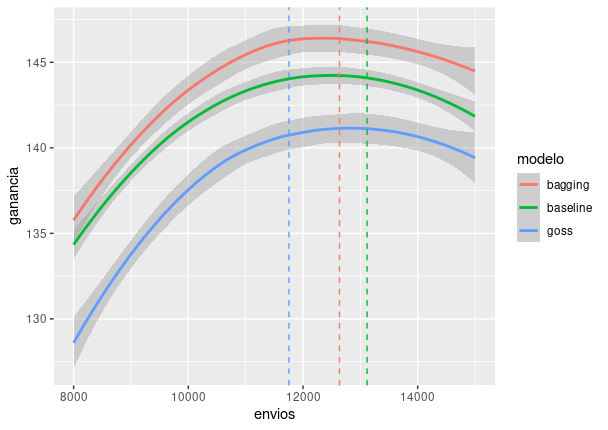 145
140
135
130
ganancia
8000
10000
12000
14000
envios
modelo
bagging
baseline
goss